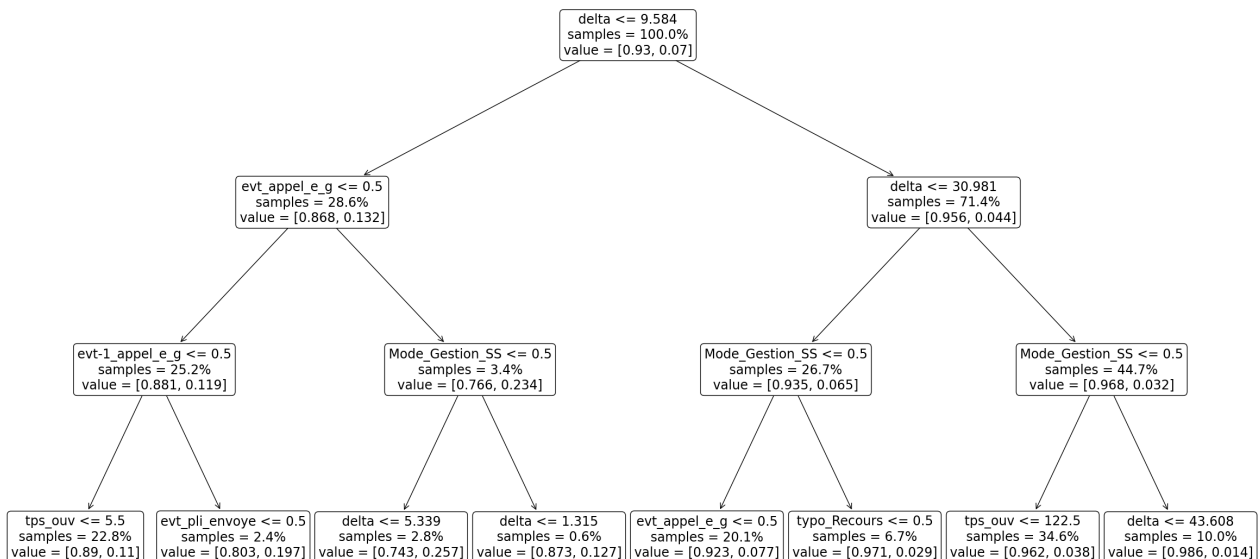 delta <= 9.584
samples = 100.0%
value = [0.93, 0.07]
evt_appel_e_g <= 0.5
samples = 28.6%
value = [0.868, 0.132]
delta <= 30.981
samples = 71.4%
value = [0.956, 0.044]
evt-1_appel_e_g <= 0.5
samples = 25.2%
value = [0.881, 0.119]
Mode_Gestion_SS <= 0.5
samples = 3.4%
value = [0.766, 0.234]
Mode_Gestion_SS <= 0.5
samples = 26.7%
value = [0.935, 0.065]
Mode_Gestion_SS <= 0.5
samples = 44.7%
value = [0.968, 0.032]
tps_ouv <= 5.5
samples = 22.8%
value = [0.89, 0.11]
evt_pli_envoye <= 0.5
samples = 2.4%
value = [0.803, 0.197]
delta <= 5.339
samples = 2.8%
value = [0.743, 0.257]
delta <= 1.315
samples = 0.6%
value = [0.873, 0.127]
evt_appel_e_g <= 0.5
samples = 20.1%
value = [0.923, 0.077]
typo_Recours <= 0.5
samples = 6.7%
value = [0.971, 0.029]
tps_ouv <= 122.5
samples = 34.6%
value = [0.962, 0.038]
delta <= 43.608
samples = 10.0%
value = [0.986, 0.014]